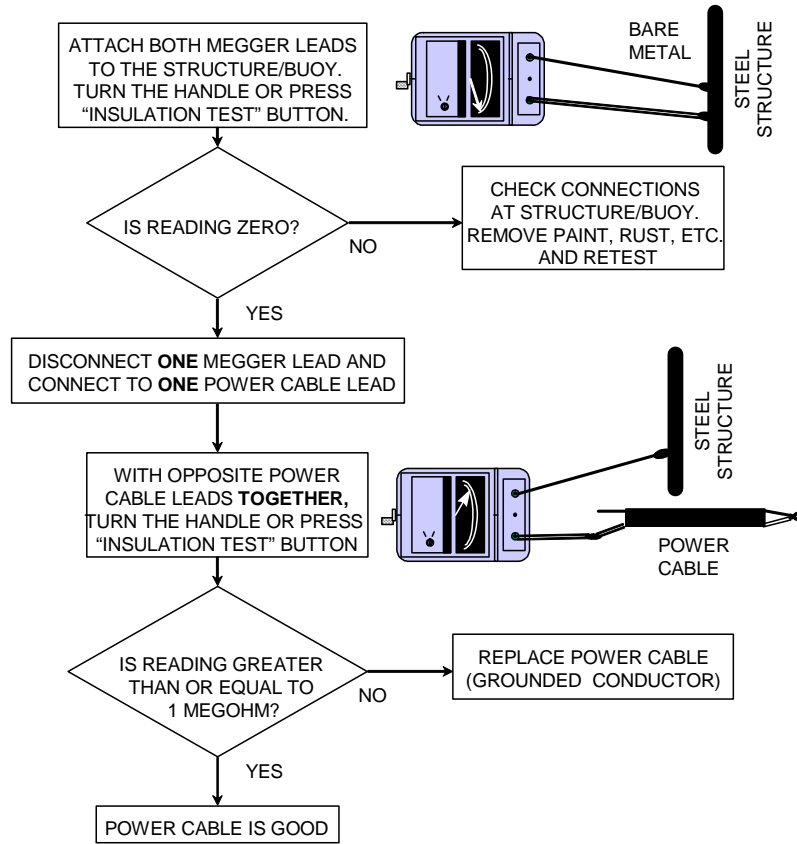 ATTACH BOTH MEGGER LEADS
TO THE STRUCTURE/BUOY.
TURN THE HANDLE OR PRESS
“INSULATION TEST” BUTTON.
BARE
METAL
STEEL
STRUCTURE
IS READING ZERO?
NO
CHECK CONNECTIONS
AT STRUCTURE/BUOY.
REMOVE PAINT, RUST, ETC.
AND RETEST
YES
DISCONNECT ONE MEGGER LEAD AND
CONNECT TO ONE POWER CABLE LEAD
STEEL
STRUCTURE
WITH OPPOSITE POWER
CABLE LEADS TOGETHER,
TURN THE HANDLE OR PRESS
“INSULATION TEST” BUTTON
POWER
CABLE
IS READING GREATER
THAN OR EQUAL TO
1 MEGOHM?
NO
REPLACE POWER CABLE
(GROUNDED CONDUCTOR)
YES
POWER CABLE IS GOOD